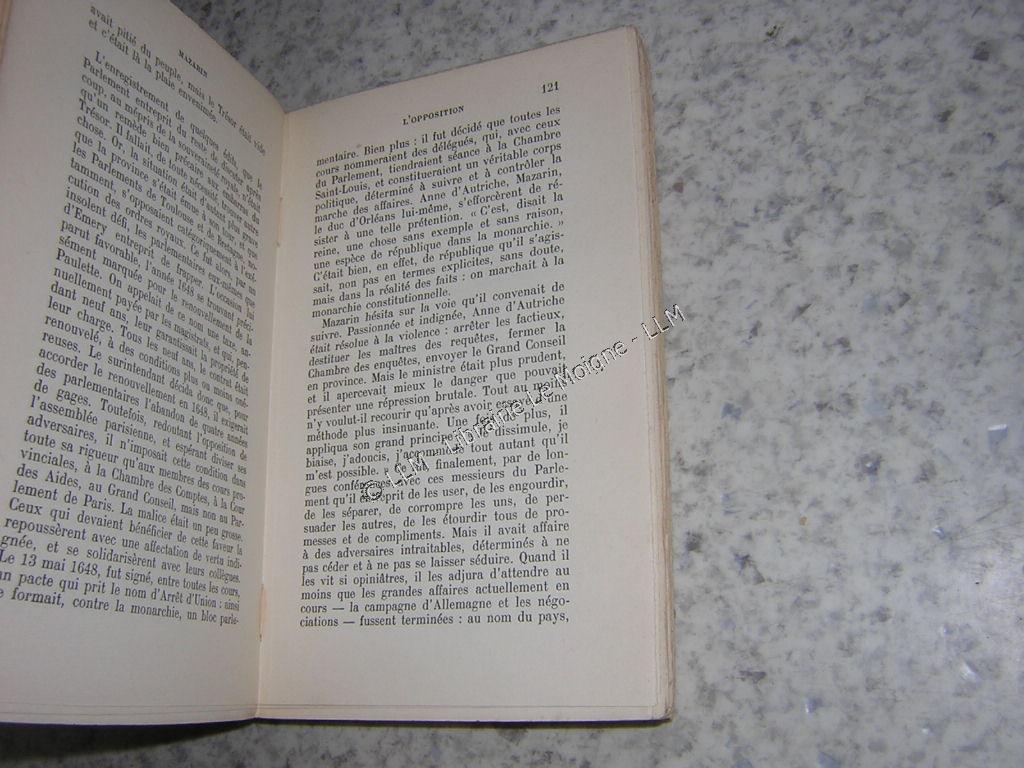 MAZARIN
avait pitié du peuple, mais le Trésor était vide
et c'était là la plaie envenimée.
L'enregistrement de quelques édits, que le
Parlement entreprit du reste de discuter après
coup, au mépris de la souveraineté royale, n'était
qu'un remède bien précaire aux embarras du
Trésor. Il fallait, de toute nécessité, trouver autre
chose. Or, la situation était d'autant plus grave
que la province s'était émue à son tour, et que
les Parlements de Toulouse et de Rouen, no-
tamment, s'opposaient catégoriquement à l'exé-
cution des ordres royaux. Ce fut alors, par un
insolent défi, les parlementaires eux-mêmes que
d'Emery entreprit de frapper. L'occasion lui
parut favorable, l'année 1648 se trouvant préci-
sément marquée pour le renouvellement de la
Paulette. On appelait de ce nom une taxe, an-
nuellement payée par les magistrats, et qui, pen-
dant neuf ans, leur garantissait la propriété de
leur charge. Tous les neuf ans, le contrat était
renouvelé, à des conditions plus ou moins oné-
reuses. Le surintendant décida donc que, pour
accorder le renouvellement en 1648, il exigerait
des parlementaires l'abandon de quatre années
de gages. Toutefois, redoutant l'opposition de
l'assemblée parisienne, et espérant diviser ses
adversaires, il n'imposait cette condition dans
toute sa rigueur qu'aux membres des cours pro-
vinciales, à la Chambre des Comptes, à la Cour
des Aides, au Grand Conseil, mais non au Par-
lement de Paris. La malice était un peu grosse.
Ceux qui devaient bénéficier de cette faveur la
repoussèrent avec une affectation de vertu indi-
gnée, et se solidarisèrent avec leurs collègues.
Le 13 mai 1648, fut signé, entre toutes les cours,
un pacte qui prit le nom d'Arrêt d'Union : ainsi
se formait, contre la monarchie, un bloc parle-
L'OPPOSITION 121
mentaire. Bien plus : il fut décidé que toutes les
cours nommeraient des délégués, qui, avec ceux
du Parlement, tiendraient séance à la Chambre
Saint-Louis, et constitueraient un véritable corps
politique, déterminé à suivre et à contrôler la
marche des affaires. Anne d'Autriche, Mazarin,
le duc d'Orléans lui-même, s'efforcèrent de ré-
sister à une telle prétention. « C'est, disait la
reine, une chose sans exemple et sans raison,
une espèce de république dans la monarchie. »
C'était bien, en effet, de république qu'il s'agis-
sait, non pas en termes explicites, sans doute,
mais dans la réalité des faits : on marchait à la
monarchie constitutionnelle.
Mazarin hésita sur la voie qu'il convenait de
suivre. Passionnée et indignée, Anne d'Autriche
était résolue à la violence : arrêter les factieux,
destituer les maîtres des requêtes, fermer la
Chambre des enquêtes, envoyer le Grand Conseil
en province. Mais le ministre était plus prudent,
et il apercevait mieux le danger que pouvait
présenter une répression brutale. Tout au moins
n'y voulut-il recourir qu'après avoir essayé d'une
méthode plus insinuante. Une fois de plus, il
appliqua son grand principe : « Je dissimule, je
biaise, j'adoucis, j'accommode tout autant qu'il
m'est possible. » finalement, par de lon-
gues conférences avec ces messieurs du Parle-
ment qu'il entreprit de les user, de les engourdir,
de les séparer, de corrompre les uns, de per-
suader les autres, de les étourdir tous de pro-
messes et de compliments. Mais il avait affaire
à des adversaires intraitables, déterminés à ne
pas céder et à ne pas se laisser séduire. Quand il
les vit si opiniâtres, il les adjura d'attendre au
moins que les grandes affaires actuellement en
cours — la campagne d'Allemagne et les négo-
ciations — fussent terminées : au nom du pays,
© LLM - Librairie Le Moigne - LLM